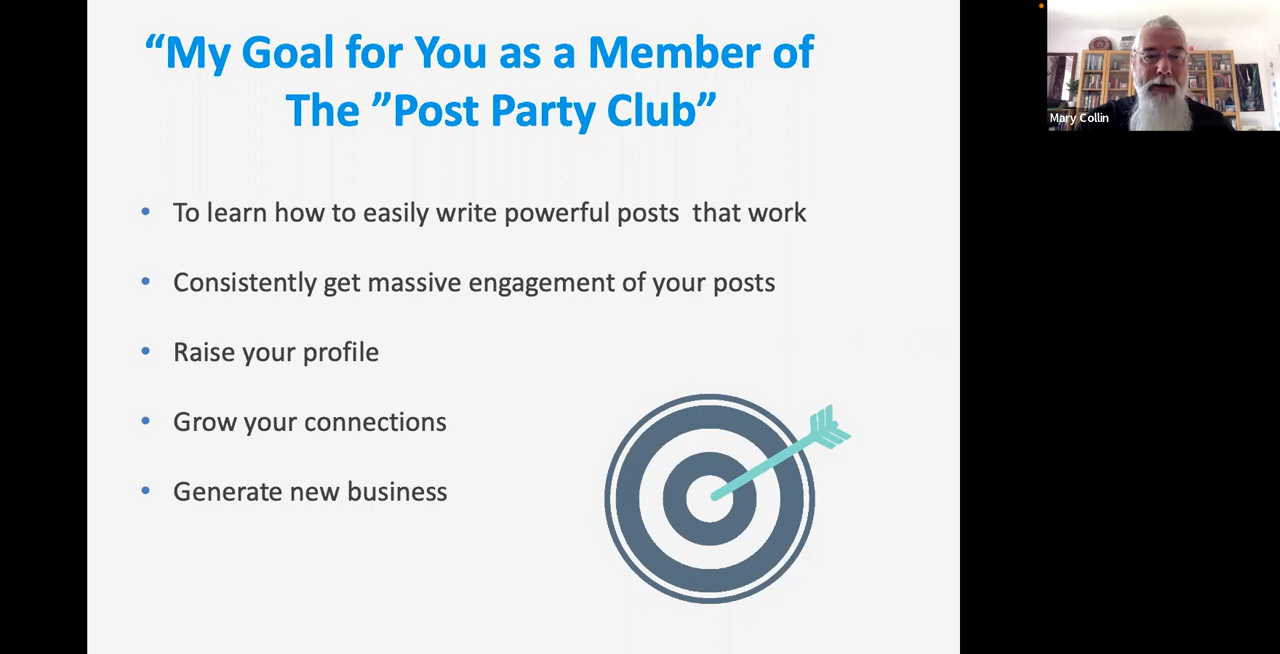 “My Goal for You as a Member of
The ”Post Party Club”
• To learn how to easily write powerful posts  that work
• Consistently get massive engagement of your posts
• Raise your profile
• Grow your connections
• Generate new business
Mary Collin